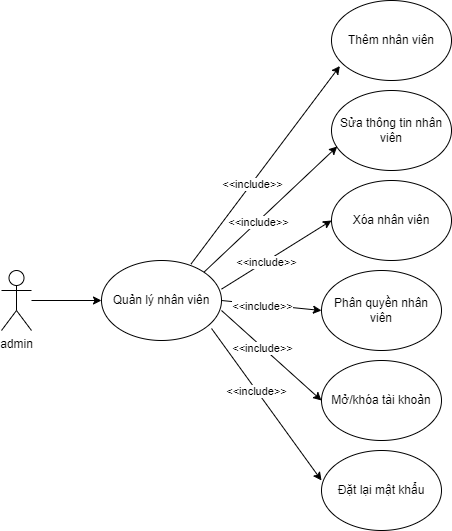 Thêm nhân viên
Sửa thông tin nhân
viên
<<include>>
<<include>>
Xóa nhân viên
<<include>>
Quản lý nhân viên
<<include>>
Phân quyền nhân
viên
admin
<<include>>
<<include>>
Mở/khóa tài khoản
Đặt lại mật khẩu